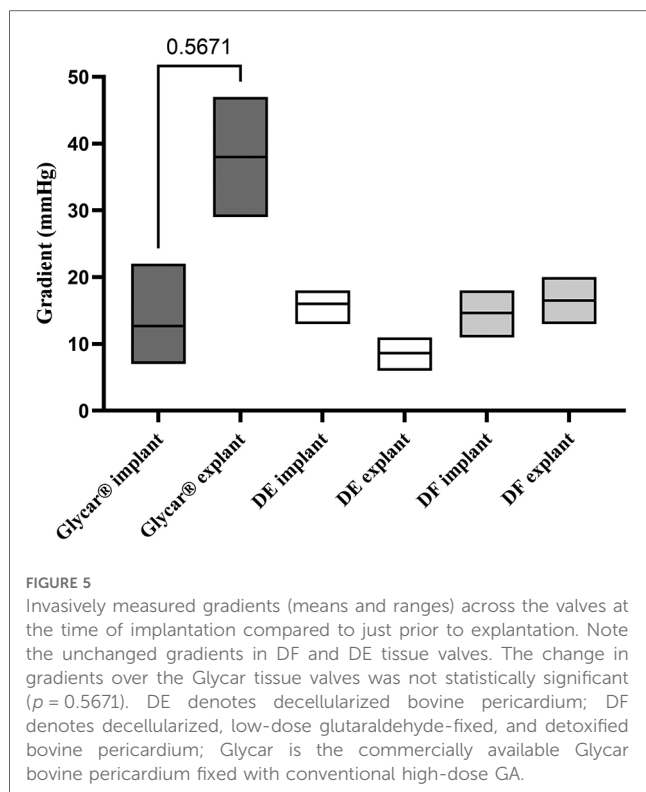 0.5671
50
40
30
20
10
0
Gradient (mmHg)
Glycar® implant
Glycar® explant
DE implant
DE explant
DF implant
DF explant
FIGURE 5
Invasively measured gradients (means and ranges) across the valves at
the time of implantation compared to just prior to explantation. Note
the unchanged gradients in DF and DE tissue valves. The change in
gradients over the Glycar tissue valves was not statistically significant
(p = 0.5671). DE denotes decellularized bovine pericardium; DF
denotes decellularized, low-dose glutaraldehyde-fixed, and detoxified
bovine pericardium; Glycar is the commercially available Glycar
bovine pericardium fixed with conventional high-dose GA.